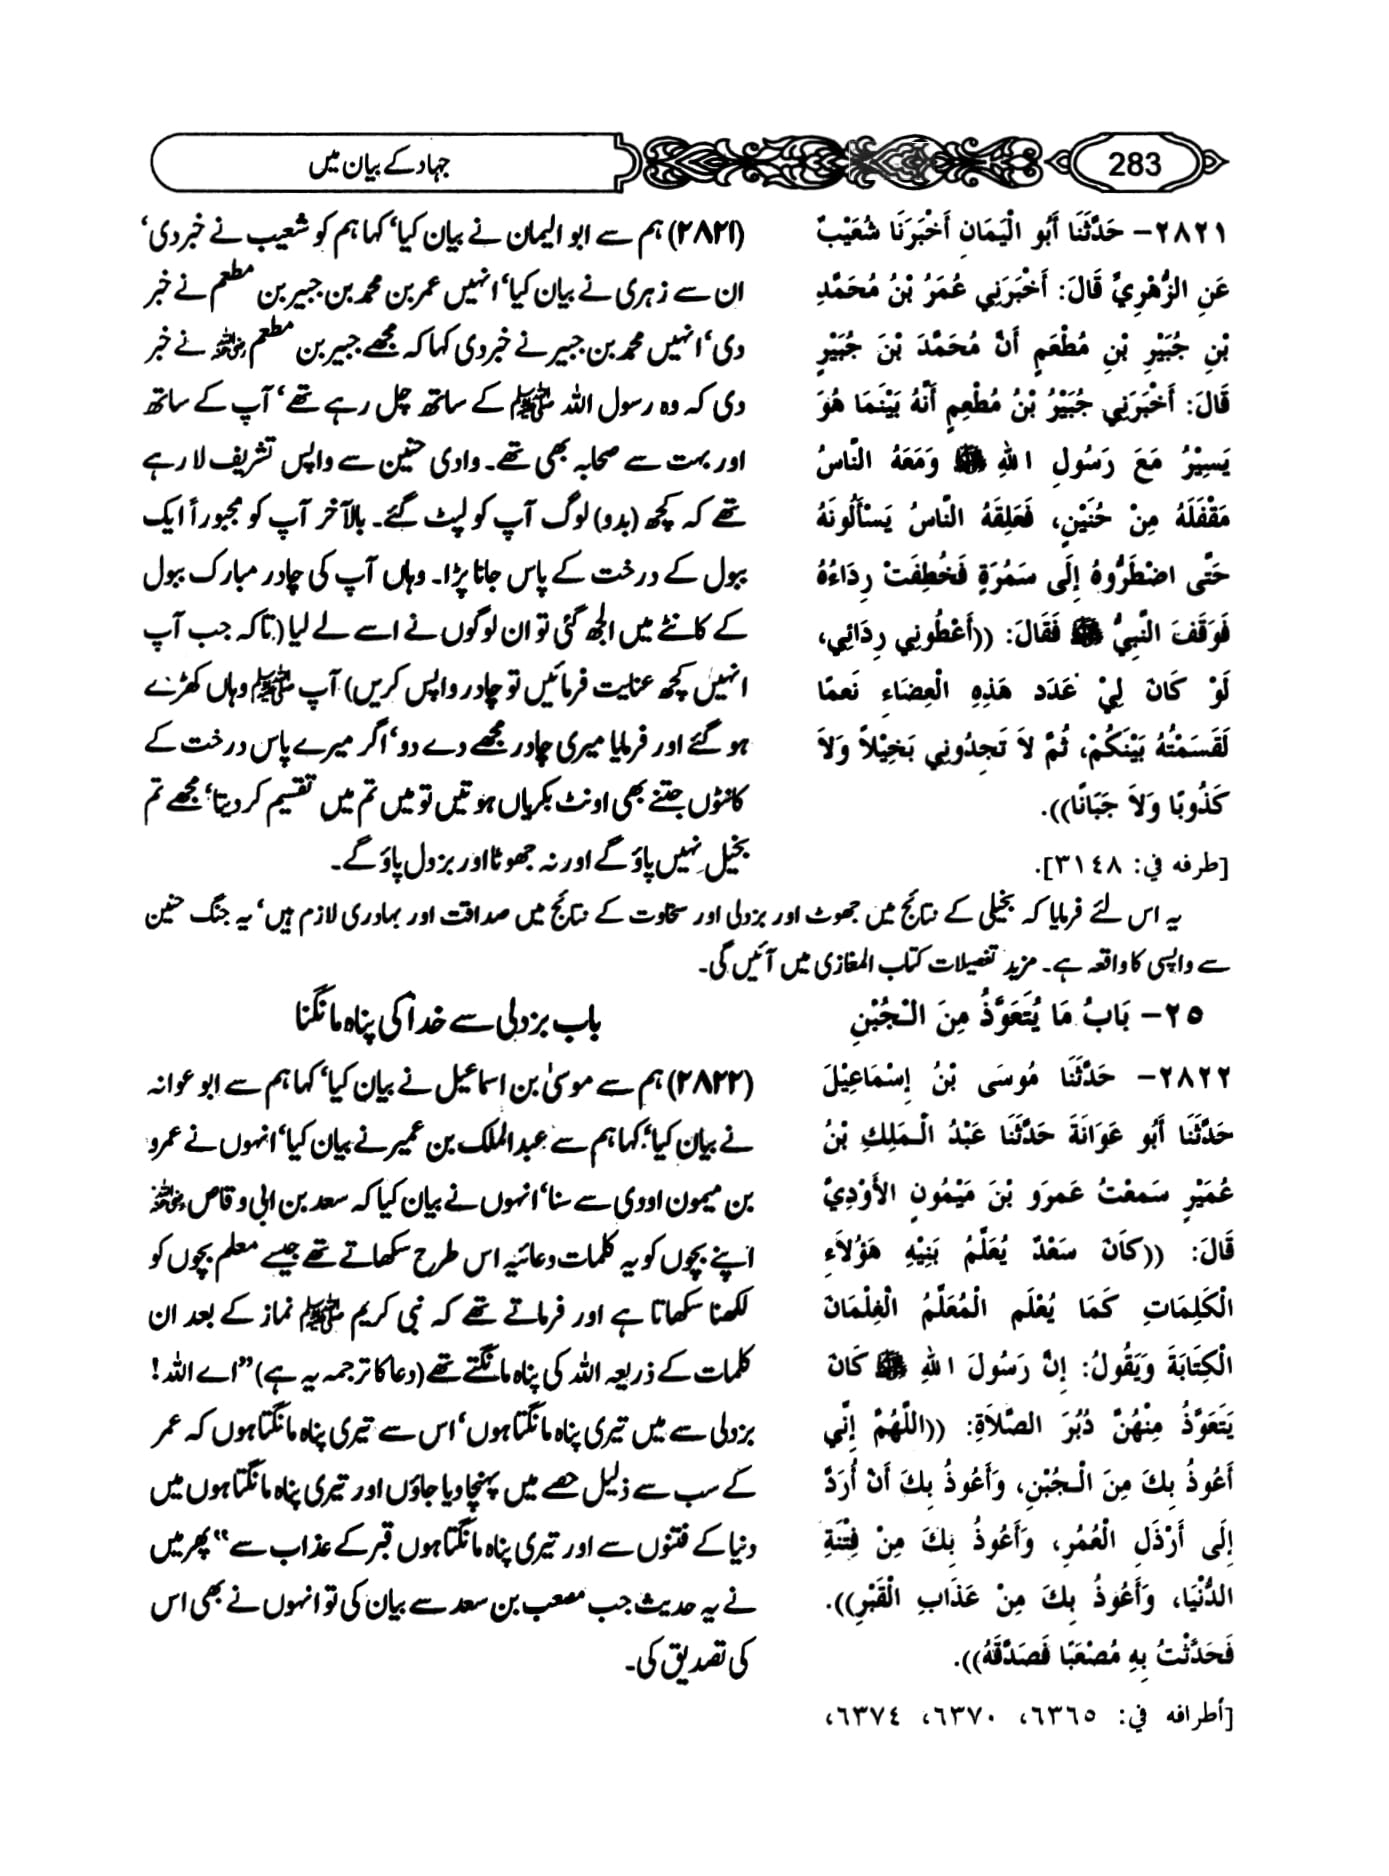 283
جہاد کے بیان میں
٢٨٢١- حَدَّثَنَا أَبُو الْيَمَانِ أَخْبَرَنَا شُعَيْبٌ
عَنِ الزُّهْرِيِّ قَالَ: أَخْبَرَنِي عُمَرُ بْنُ مُحَمَّدِ
بْنِ جُبَيْرِ بْنِ مُطْعِمٍ أَنَّ مُحَمَّدَ بْنَ جُبَيْرٍ
قَالَ: أَخْبَرَنِي جُبَيْرُ بْنُ مُطْعِمٍ أَنَّهُ بَيْنَمَا هُوَ
يَسِيْرُ مَعَ رَسُولِ اللهِ ﷺ وَمَعَهُ النَّاسُ
مَقْفَلَهُ مِنْ حُنَيْنٍ، فَعَلِقَهُ النَّاسُ يَسْأَلُونَهُ
حَتَّى اضْطَرُّوهُ إِلَى سَمُرَةٍ فَخُطِفَتْ رِدَاءُهُ
فَوَقَفَ النَّبِيُّ ﷺ فَقَالَ: ((أَعْطُونِي رِدَائِي،
لَوْ كَانَ لِيْ عَدَدَ هَذِهِ الْعِضَاءِ نَعمًا
لَقَسَمْتُهُ بَيْنَكُمْ، ثُمَّ لاَ تَجِدُونِي بَخِيْلاً وَلاَ
كَذُوبًا وَلاَ جَبَانًا)).
[طرفه في: ٣١٤٨].
(۲۸۲۱) ہم سے ابو الیمان نے بیان کیا' کہا ہم کو شعیب نے خبر دی'
ان سے زہری نے بیان کیا' انہیں عمر بن محمد بن جبیر بن مطعم نے خبر
دی' انہیں محمد بن جبیر نے خبر دی کہا کہ مجھے جبیر بن مطعم رضی اللہ عنہ نے خبر
دی کہ وہ رسول اللہ ﷺ کے ساتھ چل رہے تھے' آپ کے ساتھ
اور بہت سے صحابہ بھی تھے۔ وادی حنین سے واپس تشریف لا رہے
تھے کہ کچھ (بدو) لوگ آپ کو لپٹ گئے۔ بالآخر آپ کو مجبوراً ایک
ببول کے درخت کے پاس جانا پڑا۔ وہاں آپ کی چادر مبارک ببول
کے کانٹے میں الجھ گئی تو ان لوگوں نے اسے لے لیا (تاکہ جب آپ
انہیں کچھ عنایت فرمائیں تو چادر واپس کریں) آپ ﷺ وہاں کھڑے
ہو گئے اور فرمایا میری چادر مجھے دے دو' اگر میرے پاس درخت کے
کانٹوں جتنے بھی اونٹ بکریاں ہوتیں تو میں تم میں تقسیم کر دیتا' مجھے تم
بخیل نہیں پاؤ گے اور نہ جھوٹا اور بزدل پاؤ گے۔
یہ اس لئے فرمایا کہ بخیلی کے نتائج میں جھوٹ اور بزدلی اور سخاوت کے نتائج میں صداقت اور بہادری لازم ہیں' یہ جنگ حنین
سے واپسی کا واقعہ ہے۔ مزید تفصیلات کتاب المغازی میں آئیں گی۔
٢٥- بَابُ مَا يُتَعَوَّذُ مِنَ الْـجُبْنِ
باب بزدلی سے خدا کی پناہ مانگنا
٢٨٢٢- حَدَّثَنَا مُوسَى بْنُ إِسْمَاعِيْلَ
حَدَّثَنَا أَبُو عَوَانَةَ حَدَّثَنَا عَبْدُ الْـمَلِكِ بْنُ
عُمَيْرٍ سَمعْتُ عَمرَو بْنَ مَيْمُونِ الأَوْدِيَّ
قَالَ: ((كَانَ سَعْدٌ يُعَلِّمُ بَنِيْهِ هَؤُلاَءِ
الْكَلِمَاتِ كَمَا يُعْلَم الْمُعَلِّمُ الْغِلمَانَ
الْكِتَابَةَ وَيَقُولُ: إِنَّ رَسُولَ اللهِ ﷺ كَانَ
يَتَعَوَّذُ مِنْهُنَّ دُبُرَ الصَّلاَةِ: ((اللَّهُمَّ إِنِّي
أَعُوذُ بِكَ مِنَ الْـجُبْنِ، وَأَعُوذُ بِكَ أَنْ أُرَدَّ
إِلَى أَرْذَلِ الْعُمُرِ، وَأَعُوذُ بِكَ مِنْ فِتْنَةِ
الدُّنْيَا، وَأَعُوذُ بِكَ مِنْ عَذَابِ الْقَبْرِ)).
فَحَدَّثْتُ بِهِ مُصْعَبًا فَصَدَّقَهُ)).
[أطرافه في: ٦٣٦٥، ٦٣٧٠، ٦٣٧٤،
(۲۸۲۲) ہم سے موسیٰ بن اسماعیل نے بیان کیا' کہا ہم سے ابو عوانہ
نے بیان کیا' کہا ہم سے عبدالملک بن عمیر نے بیان کیا' انہوں نے عمرو
بن میمون اودی سے سنا' انہوں نے بیان کیا کہ سعد بن ابی وقاص رضی اللہ عنہ
اپنے بچوں کو یہ کلمات دعائیہ اس طرح سکھاتے تھے جیسے معلم بچوں کو
لکھنا سکھاتا ہے اور فرماتے تھے کہ نبی کریم ﷺ نماز کے بعد ان
کلمات کے ذریعہ اللہ کی پناہ مانگتے تھے (دعا کا ترجمہ یہ ہے) "اے اللہ!
بزدلی سے میں تیری پناہ مانگتا ہوں' اس سے تیری پناہ مانگتا ہوں کہ عمر
کے سب سے ذلیل حصے میں پہنچا دیا جاؤں اور تیری پناہ مانگتا ہوں میں
دنیا کے فتنوں سے اور تیری پناہ مانگتا ہوں قبر کے عذاب سے" پھر میں
نے یہ حدیث جب مصعب بن سعد سے بیان کی تو انہوں نے بھی اس
کی تصدیق کی۔